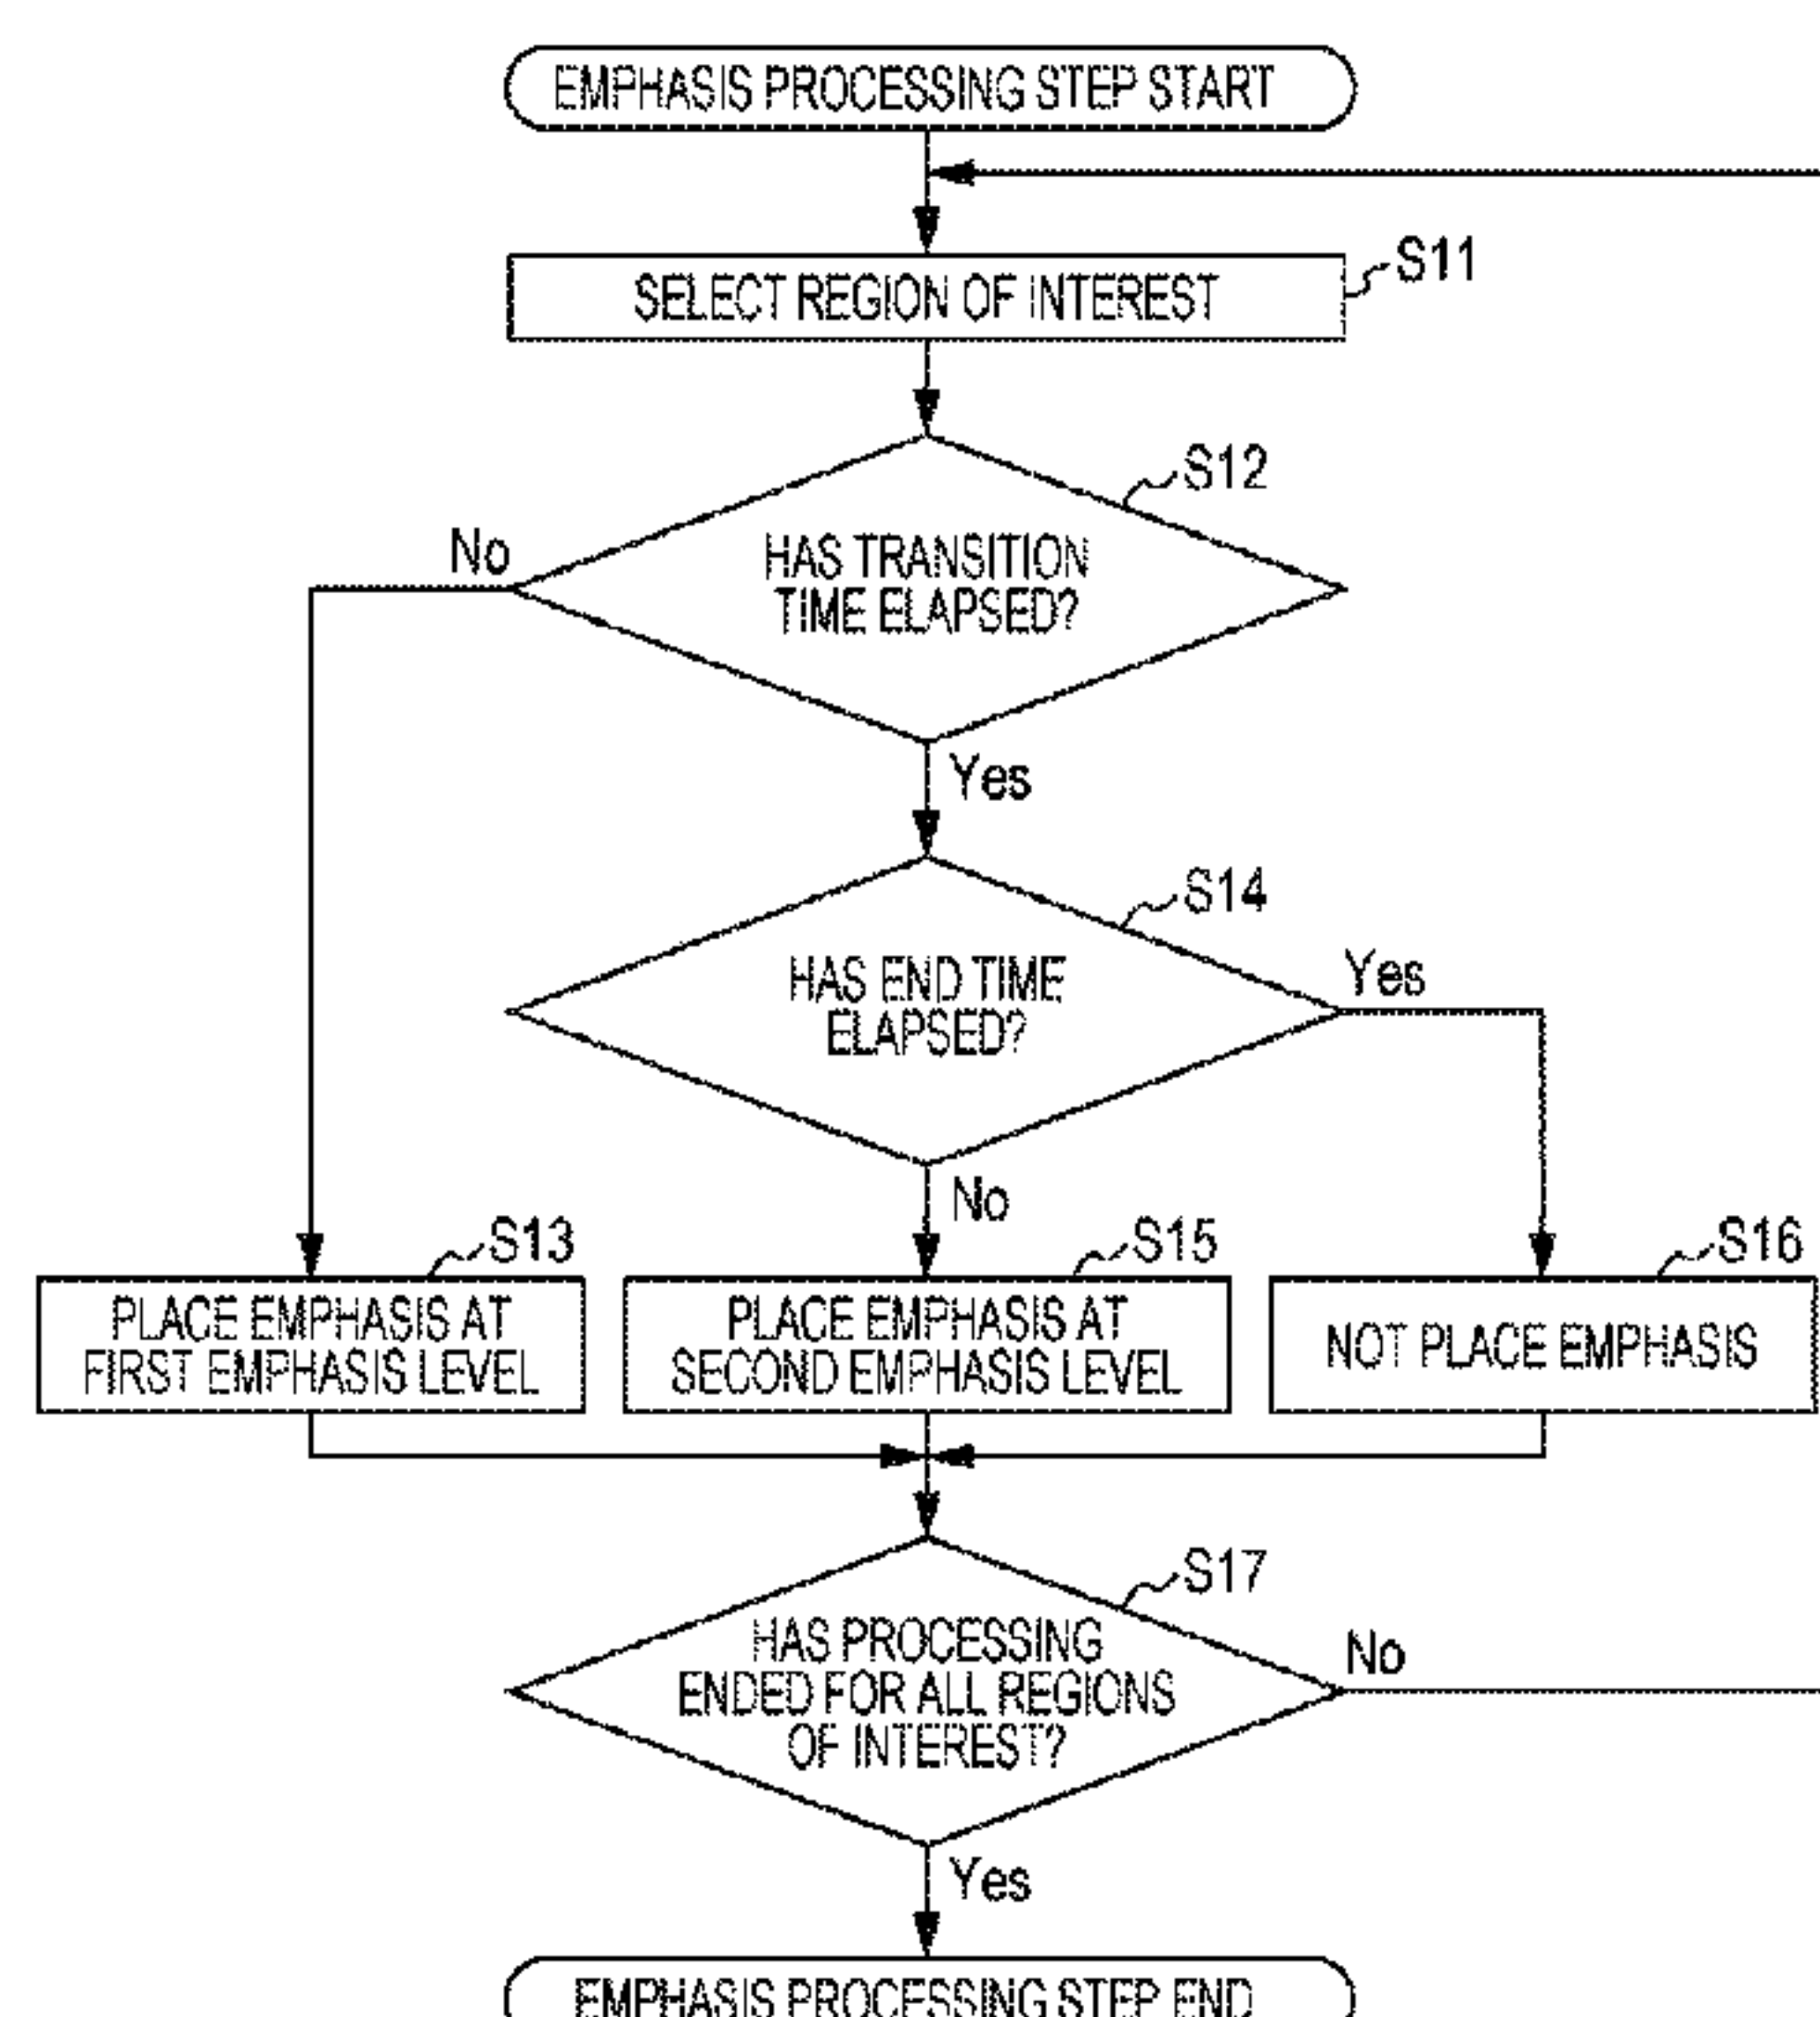 EMPHASIS PROCESSING STEP START
SELECT REGION OF INTEREST
S11
S12
HAS TRANSITION
TIME ELAPSED?
No
Yes
S14
HAS END TIME
ELAPSED?
Yes
No
S13
PLACE EMPHASIS AT
FIRST EMPHASIS LEVEL
S15
PLACE EMPHASIS AT
SECOND EMPHASIS LEVEL
S16
NOT PLACE EMPHASIS
S17
HAS PROCESSING
ENDED FOR ALL REGIONS
OF INTEREST?
No
Yes
EMPHASIS PROCESSING STEP END